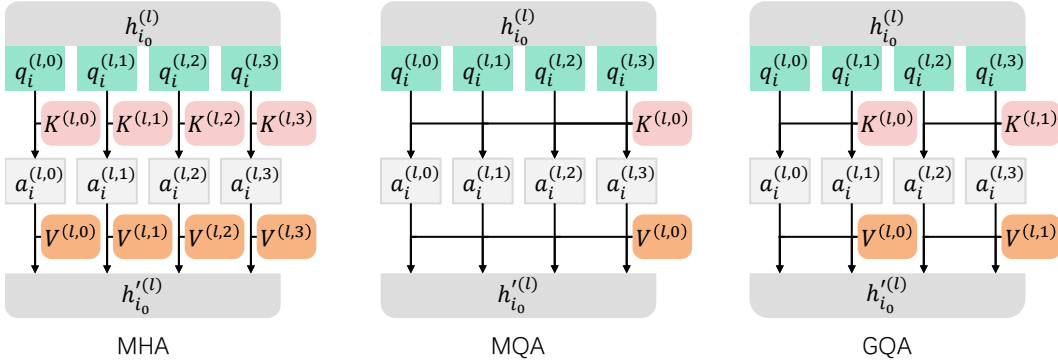 h_{i_0}^{(l)} h_{i_0}^{(l)} h_{i_0}^{(l)}
q_i^{(l,0)} q_i^{(l,1)} q_i^{(l,2)} q_i^{(l,3)} q_i^{(l,0)} q_i^{(l,1)} q_i^{(l,2)} q_i^{(l,3)} q_i^{(l,0)} q_i^{(l,1)} q_i^{(l,2)} q_i^{(l,3)}
K^{(l,0)} K^{(l,1)} K^{(l,2)} K^{(l,3)} K^{(l,0)} K^{(l,0)} K^{(l,1)}
a_i^{(l,0)} a_i^{(l,1)} a_i^{(l,2)} a_i^{(l,3)} a_i^{(l,0)} a_i^{(l,1)} a_i^{(l,2)} a_i^{(l,3)} a_i^{(l,0)} a_i^{(l,1)} a_i^{(l,2)} a_i^{(l,3)}
V^{(l,0)} V^{(l,1)} V^{(l,2)} V^{(l,3)} V^{(l,0)} V^{(l,0)} V^{(l,1)}
h_{i_0}^{′(l)} h_{i_0}^{′(l)} h_{i_0}^{′(l)}
MHA MQA GQA